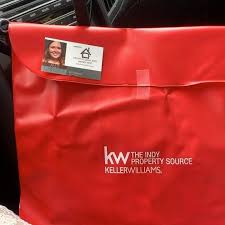 kw THE INDY
PROPERTY SOURCE
KELLERWILLIAMS.